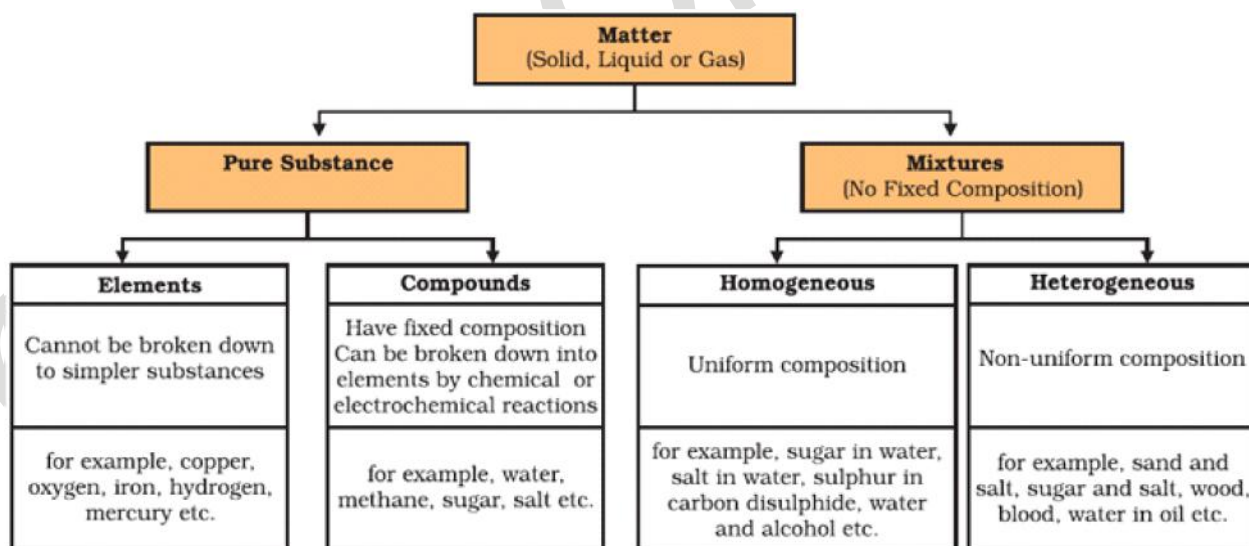 Matter
(Solid, Liquid or Gas)
Pure Substance
Mixtures
(No Fixed Composition)
Elements
Cannot be broken down
to simpler substances
for example, copper,
oxygen, iron, hydrogen,
mercury etc.
Compounds
Have fixed composition
Can be broken down into
elements by chemical or
electrochemical reactions
for example, water,
methane, sugar, salt etc.
Homogeneous
Uniform composition
for example, sugar in water,
salt in water, sulphur in
carbon disulphide, water
and alcohol etc.
Heterogeneous
Non-uniform composition
for example, sand and
salt, sugar and salt, wood,
blood, water in oil etc.